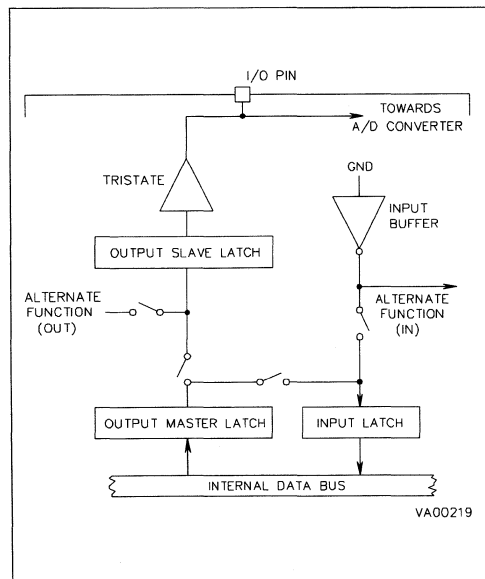 I/O PIN
TOWARDS
A/D CONVERTER
GND
TRISTATE
INPUT
BUFFER
OUTPUT SLAVE LATCH
ALTERNATE
FUNCTION
(OUT)
ALTERNATE
FUNCTION
(IN)
OUTPUT MASTER LATCH
INPUT LATCH
INTERNAL DATA BUS
VA00219